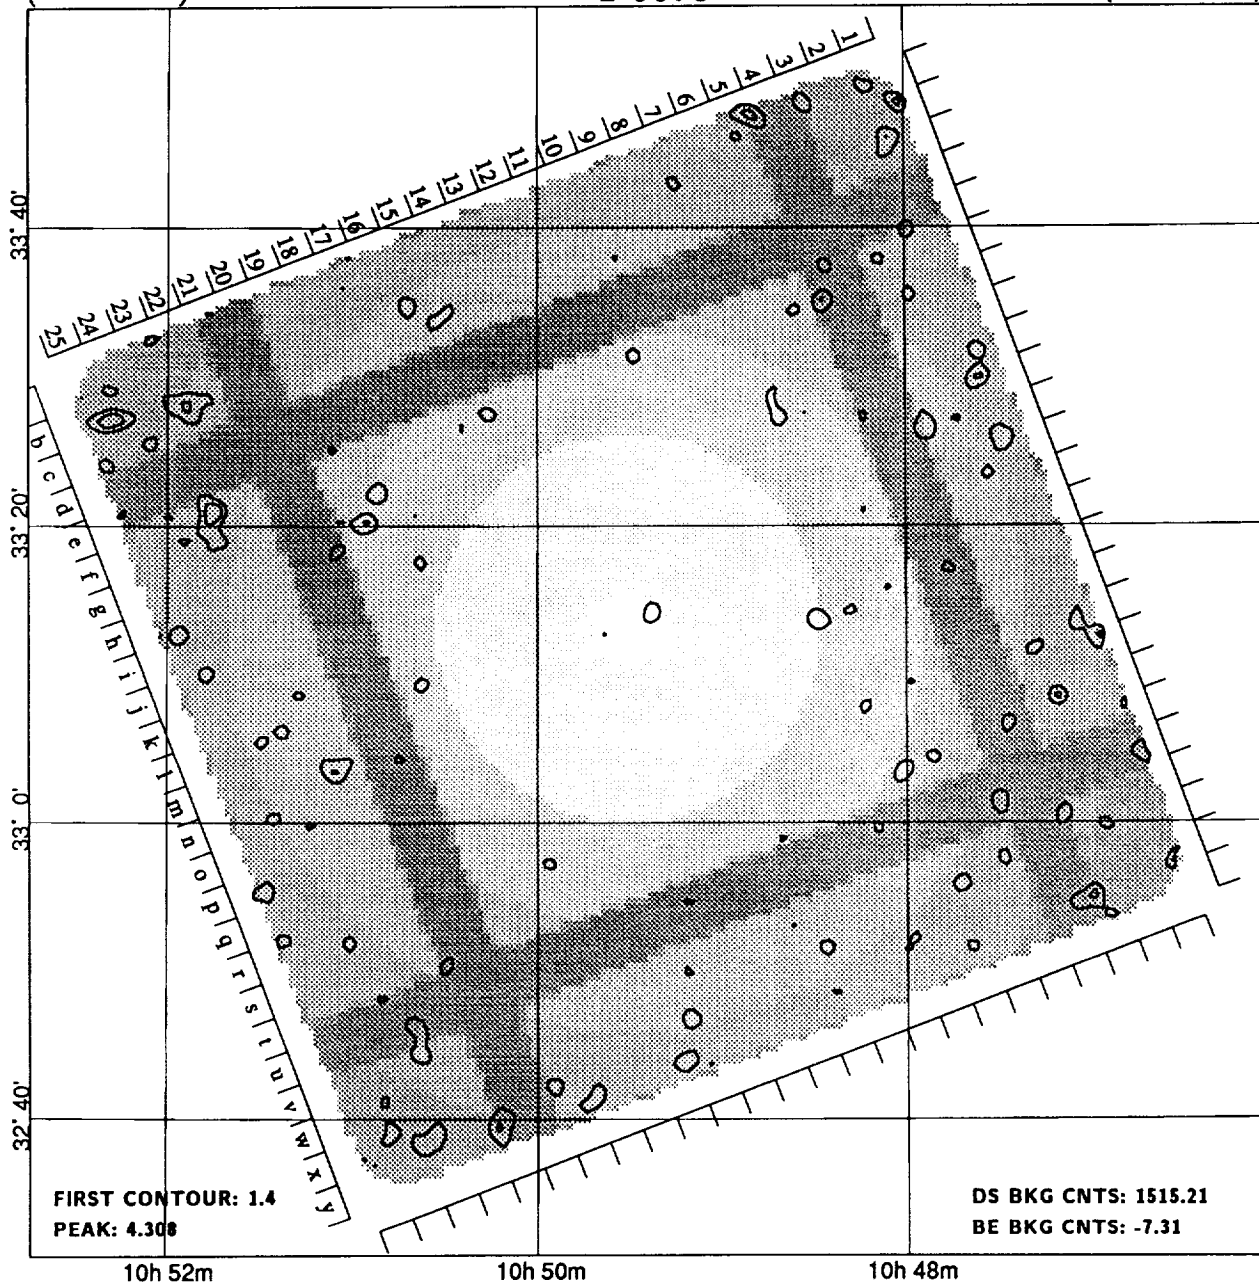 1 2 3 4 5 6 7 8 9 10 11 12 13 14 15 16 17 18 19 20 21 22 23 24 25
33° 40'
b c d e f g h i j k l m n o p q r s t u v w x y
33° 20'
33° 0'
32° 40'
FIRST CONTOUR: 1.4
PEAK: 4.308
DS BKG CNTS: 1515.21
BE BKG CNTS: -7.31
10h 52m 10h 50m 10h 48m